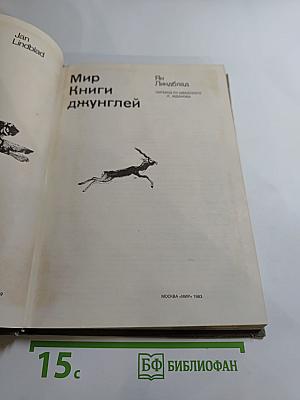 Jan
Lindblad
Мир
Книги
джунглей
Ян
Линдблад
ПЕРЕВОД СО ШВЕДСКОГО
Л. ЖДАНОВА
МОСКВА «МИР» 1983
15с
БФ БИБЛИОФАН